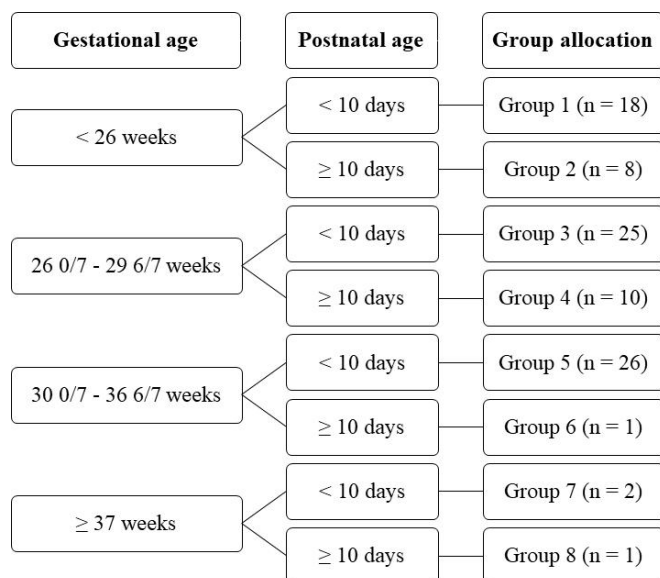 Gestational age
Postnatal age
Group allocation
< 26 weeks
< 10 days
Group 1 (n = 18)
≥ 10 days
Group 2 (n = 8)
26 0/7 - 29 6/7 weeks
< 10 days
Group 3 (n = 25)
≥ 10 days
Group 4 (n = 10)
30 0/7 - 36 6/7 weeks
< 10 days
Group 5 (n = 26)
≥ 10 days
Group 6 (n = 1)
≥ 37 weeks
< 10 days
Group 7 (n = 2)
≥ 10 days
Group 8 (n = 1)